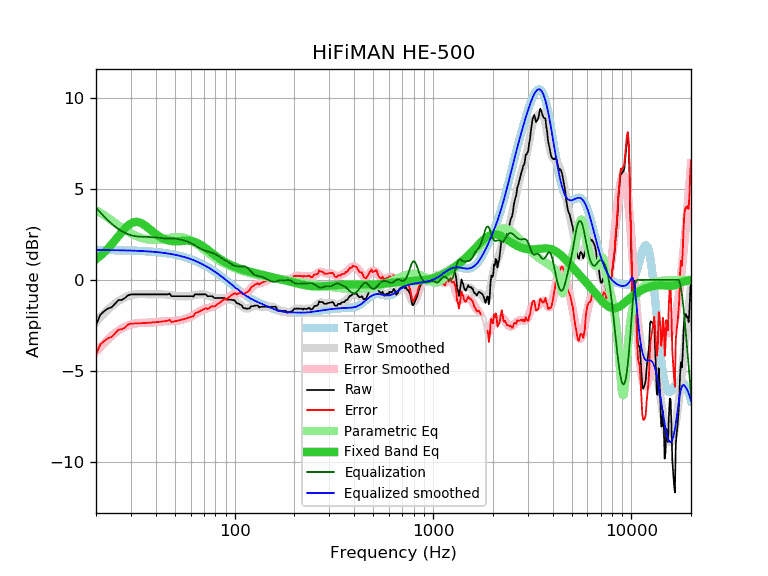 HiFiMAN HE-500
10
5
0
−5
−10
Amplitude (dBr)
Target
Raw Smoothed
Error Smoothed
Raw
Error
Parametric Eq
Fixed Band Eq
Equalization
Equalized smoothed
100 1000 10000
Frequency (Hz)